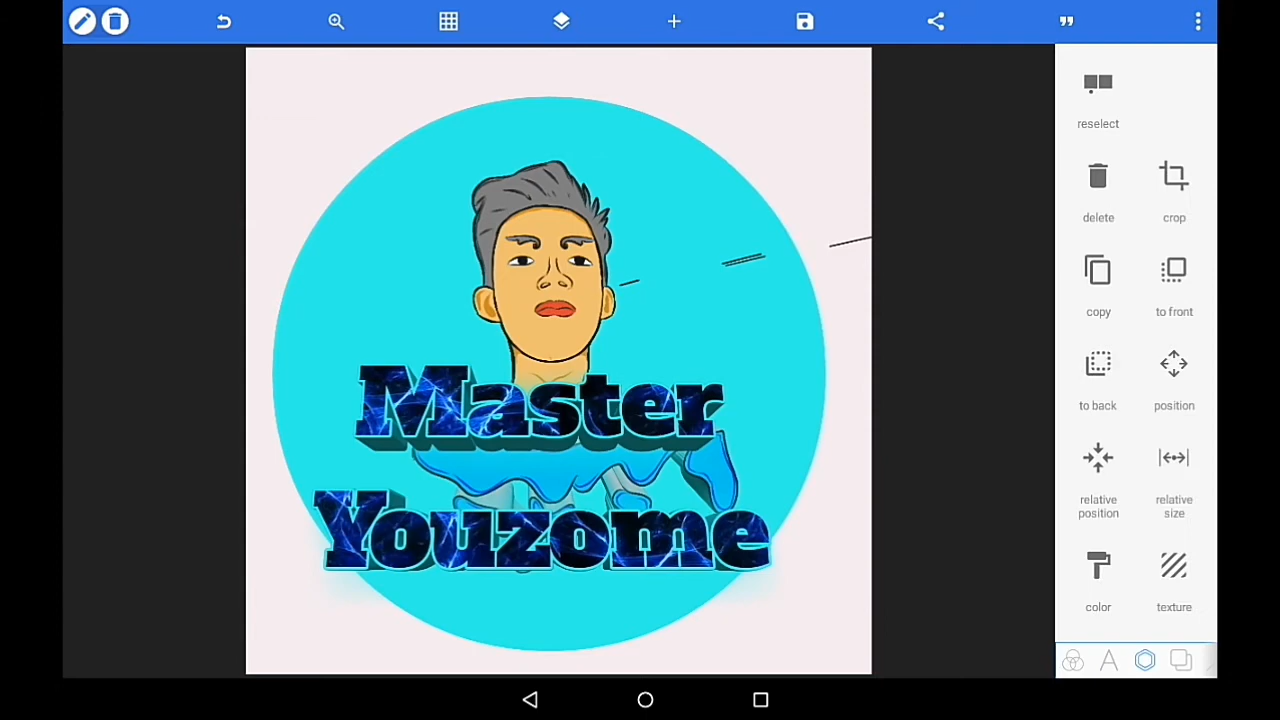 reselect
delete
crop
copy
to front
to back
position
relative
position
relative
size
color
texture
Master
Youzome